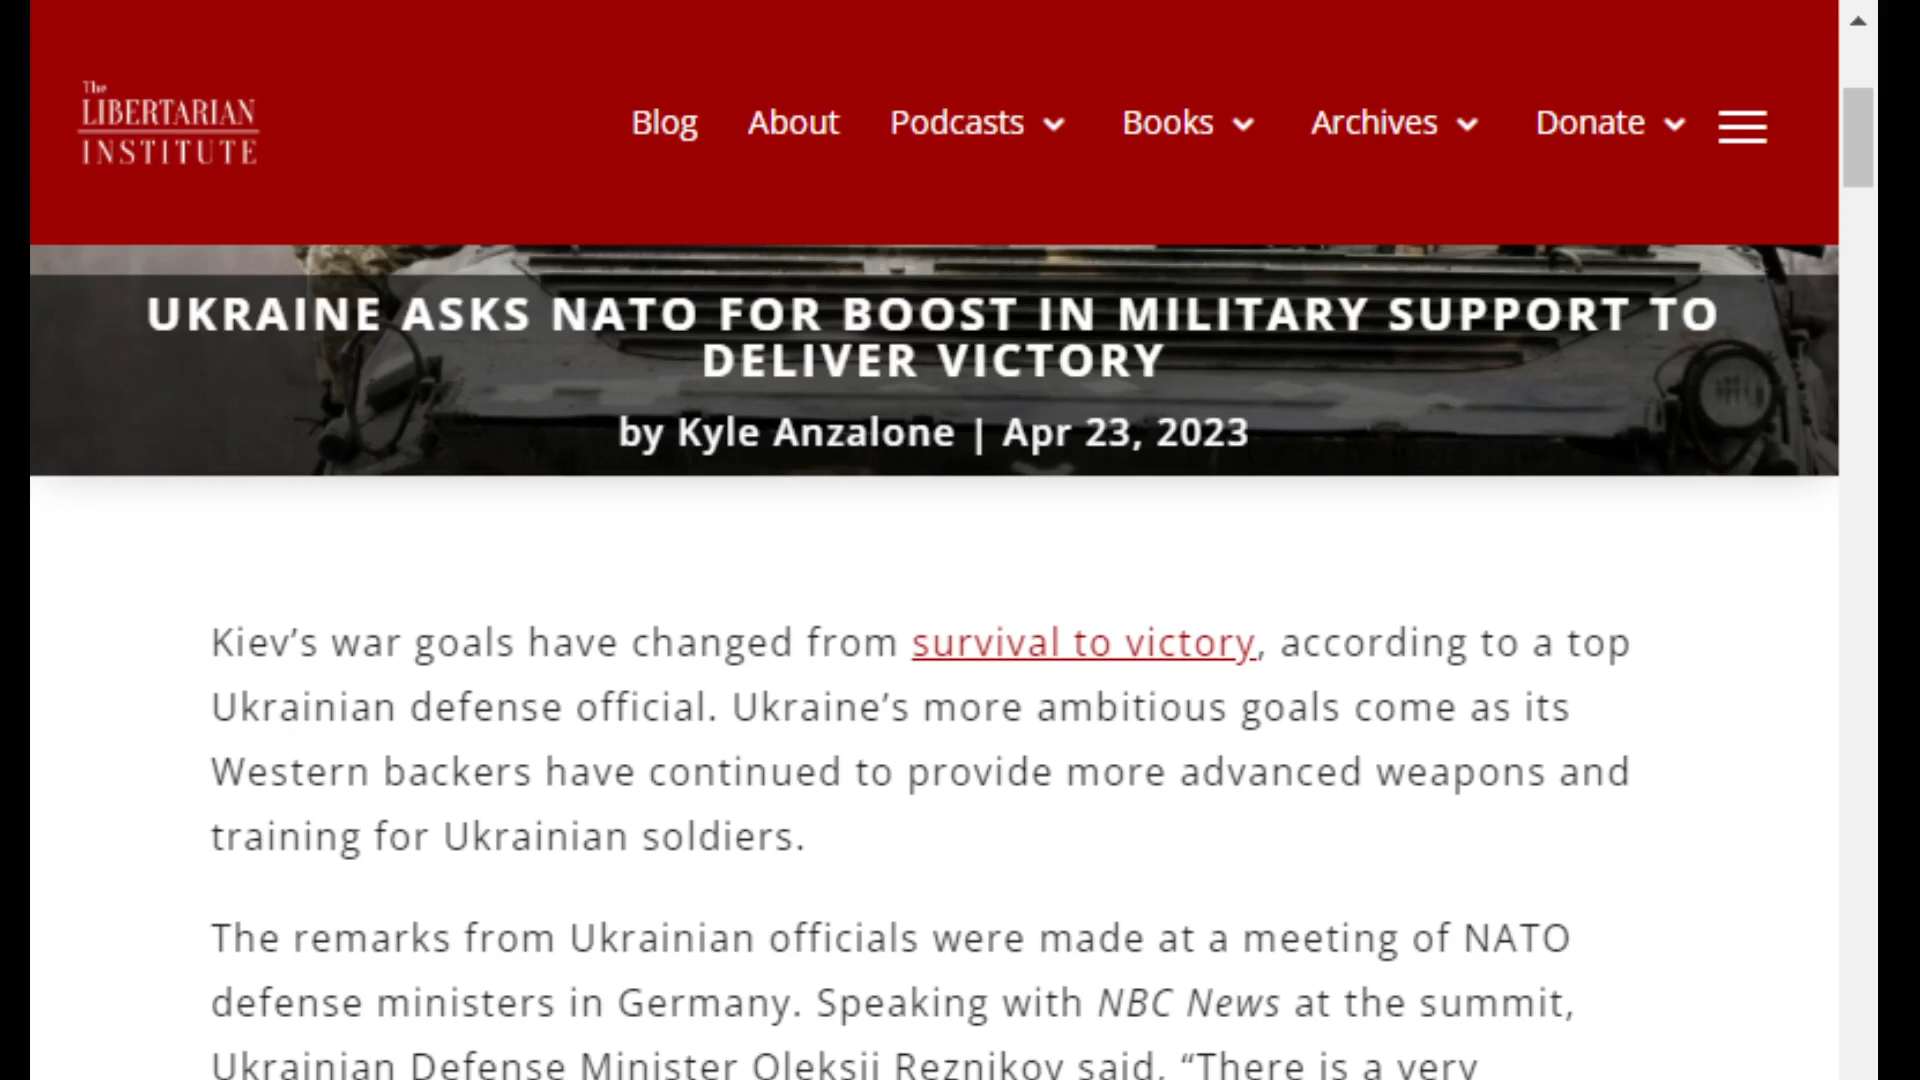 The
LIBERTARIAN
INSTITUTE
Blog About Podcasts Books Archives Donate
UKRAINE ASKS NATO FOR BOOST IN MILITARY SUPPORT TO
DELIVER VICTORY
by Kyle Anzalone | Apr 23, 2023
Kiev’s war goals have changed from survival to victory, according to a top
Ukrainian defense official. Ukraine’s more ambitious goals come as its
Western backers have continued to provide more advanced weapons and
training for Ukrainian soldiers.
The remarks from Ukrainian officials were made at a meeting of NATO
defense ministers in Germany. Speaking with NBC News at the summit,
Ukrainian Defense Minister Oleksii Reznikov said, “There is a very